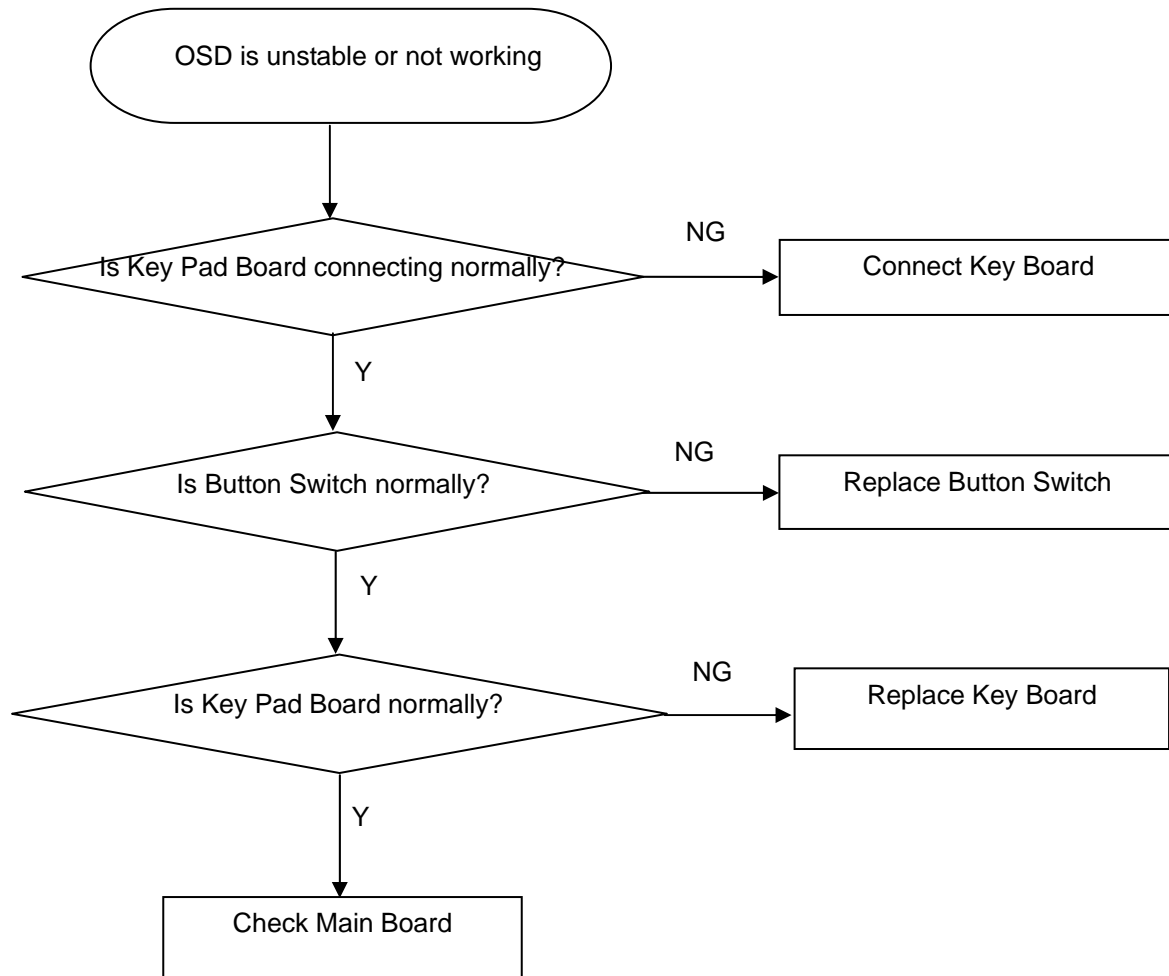 OSD is unstable or not working
NG
Is Key Pad Board connecting normally?
Connect Key Board
Y
NG
Is Button Switch normally?
Replace Button Switch
Y
NG
Is Key Pad Board normally?
Replace Key Board
Y
Check Main Board